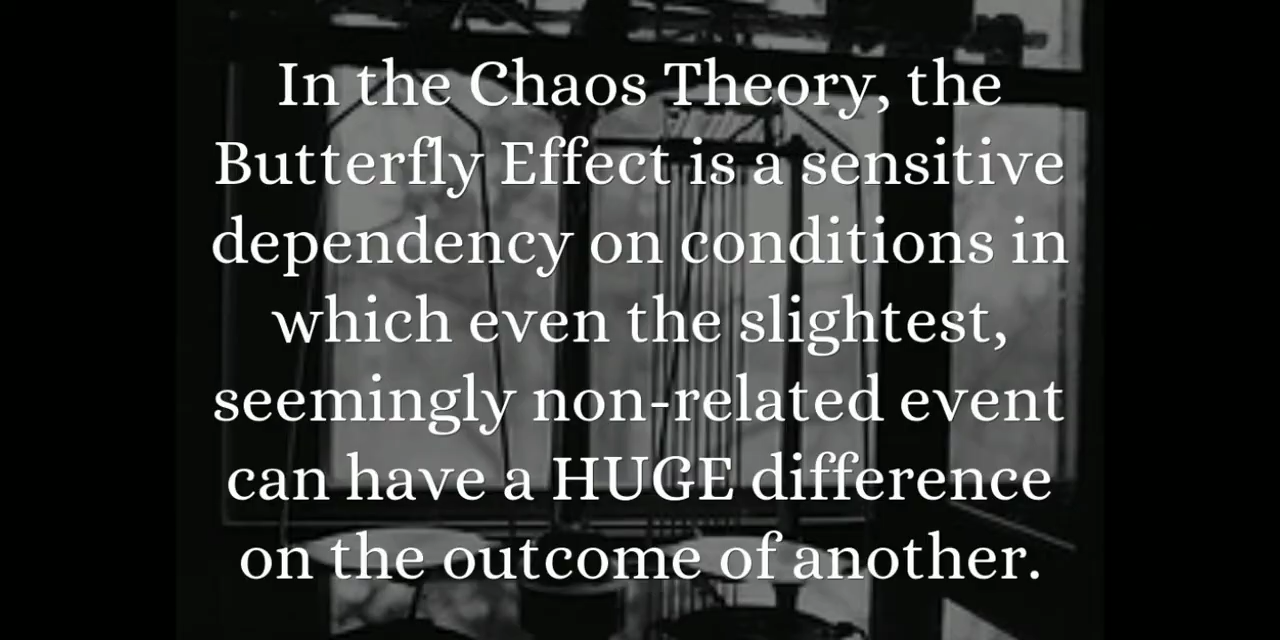 In the Chaos Theory, the
Butterfly Effect is a sensitive
dependency on conditions in
which even the slightest,
seemingly non-related event
can have a HUGE difference
on the outcome of another.